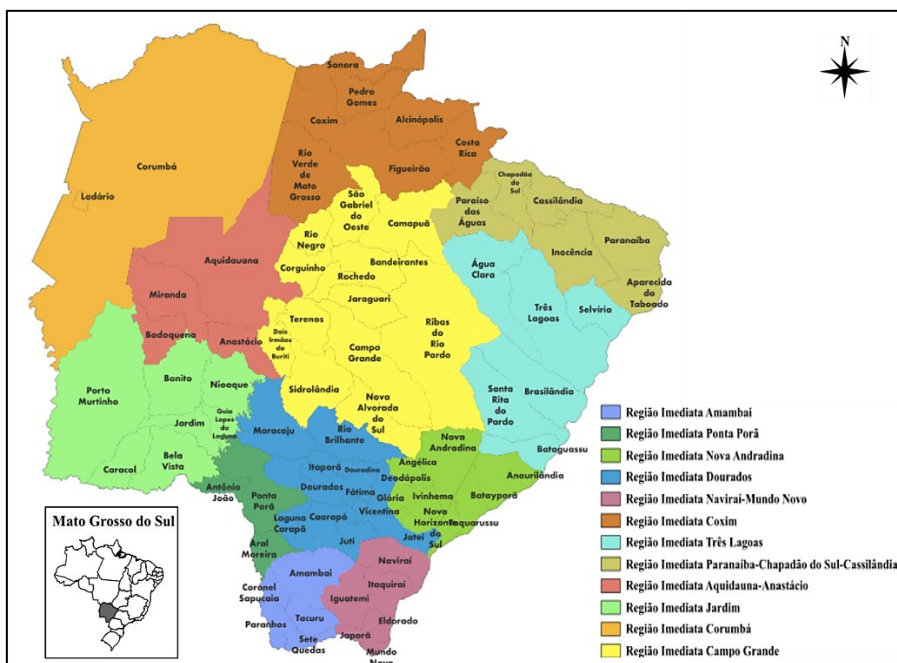 N
Sonora
Pedro
Gomes
Coxim
Alcinópolis
Costa
Rica
Rio
Verde
de
Mato
Grosso
Figueirão
Corumbá
Ladário
São
Gabriel
do
Oeste
Camapuã
Chapadão
do
Sul
Paraíso
das
Águas
Cassilândia
Inocência
Paranaíba
Aparecida
do
Taboado
Rio
Negro
Aquidauana
Corguinho
Bandeirantes
Rochedo
Água
Clara
Jaraguari
Miranda
Três
Lagoas
Selvíria
Terenos
Ribas
do
Rio
Pardo
Bodoquena
Anastácio
Dois
Irmãos
do
Buriti
Campo
Grande
Porto
Murtinho
Bonito
Nioaque
Sidrolândia
Nova
Alvorada
do
Sul
Santa
Rita
do
Pardo
Brasilândia
Guia
Lopes
da
Laguna
Jardim
Maracaju
Rio
Brilhante
Nova
Andradina
Bataguassu
Caracol
Bela
Vista
Itaporã
Douradina
Angélica
Deodápolis
Anaurilândia
Antônio
João
Ponta
Porã
Dourados
Fátima
Glória
Ivinhema
Batayporã
Vicentina
Laguna
Carapã
Caarapó
Novo
Horizonte
do
Sul
Taquarussu
Aral
Moreira
Juti
Jateí
Naviraí
Amambai
Coronel
Sapucaia
Itaquiraí
Iguatemi
Paranhos
Tacuru
Eldorado
Sete
Quedas
Japorã
Mundo
Novo
Mato Grosso do Sul
Região Imediata Amambai
Região Imediata Ponta Porã
Região Imediata Nova Andradina
Região Imediata Dourados
Região Imediata Naviraí-Mundo Novo
Região Imediata Coxim
Região Imediata Três Lagoas
Região Imediata Paranaíba-Chapadão do Sul-Cassilândia
Região Imediata Aquidauna-Anastácio
Região Imediata Jardim
Região Imediata Corumbá
Região Imediata Campo Grande